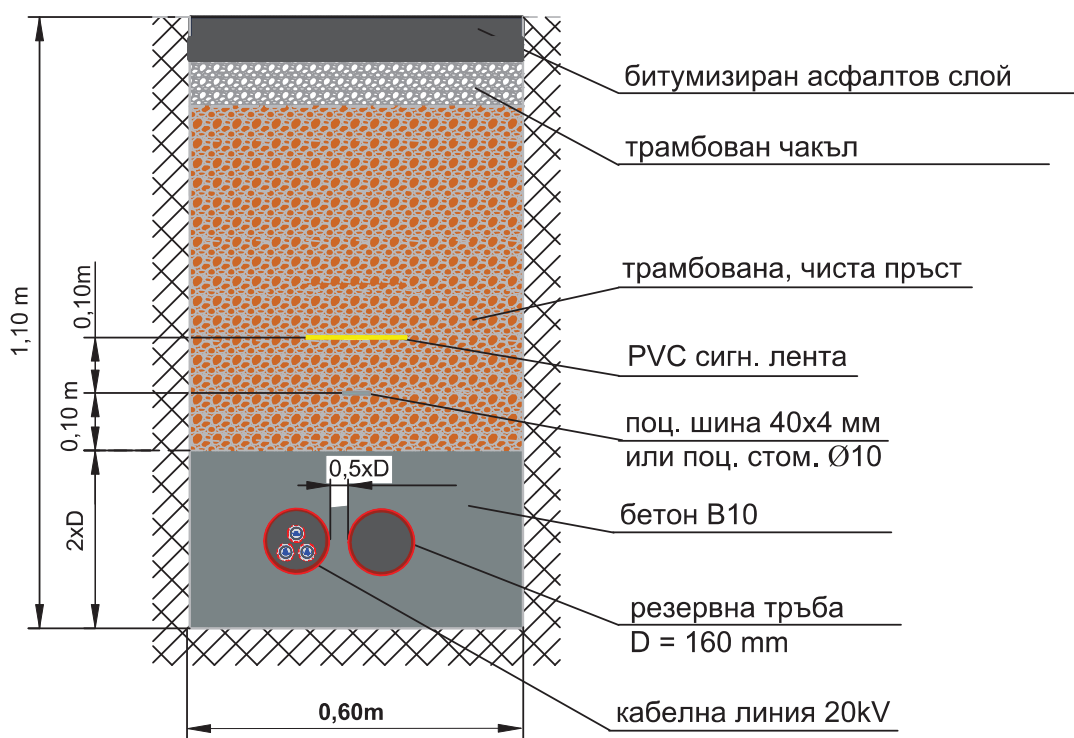 битумизиран асфалтов слой
трамбован чакъл
трамбована, чиста пръст
PVC сигн. лента
поц. шина 40x4 мм
или поц. стом. Ø10
бетон В10
резервна тръба
D = 160 mm
кабелна линия 20kV
1,10 m
0,10m
0,10 m
2xD
0,5xD
0,60m